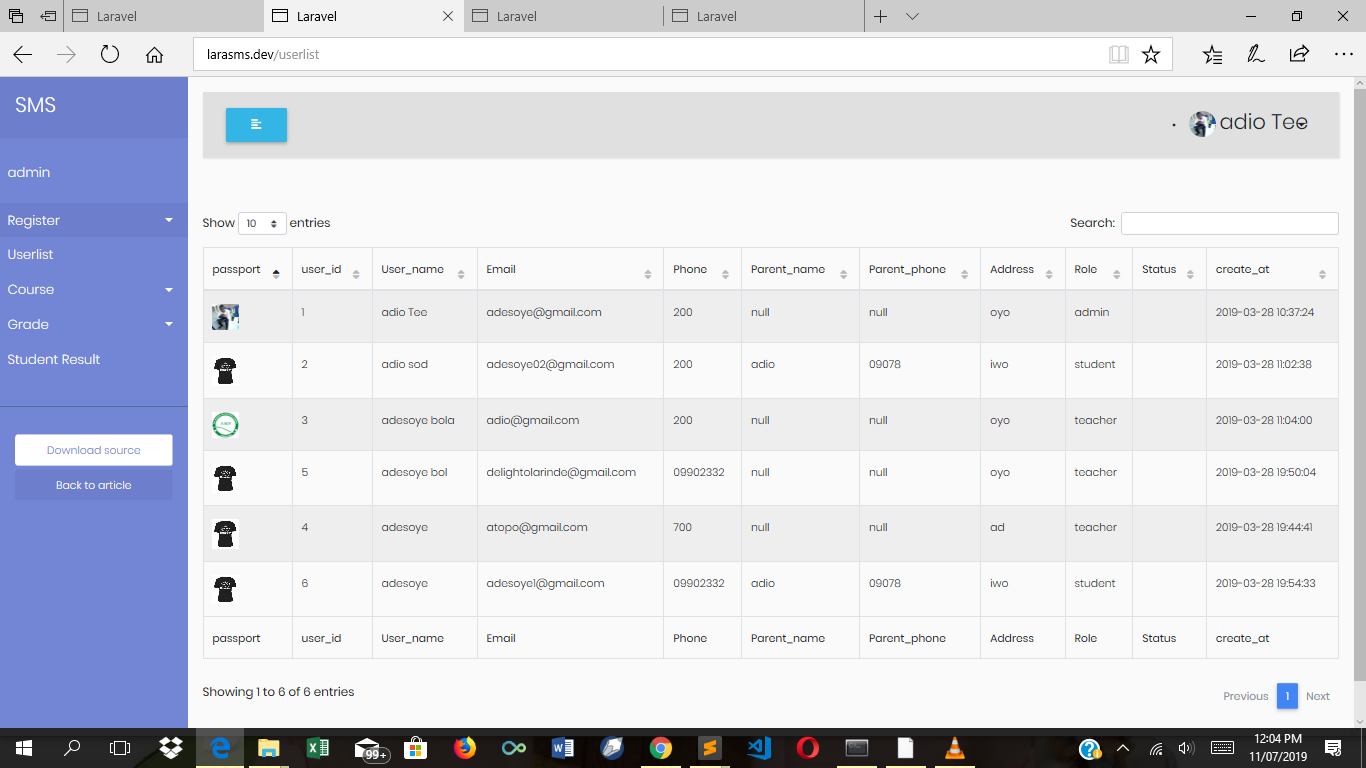 Laravel Laravel Laravel Laravel
larasms.dev/userlist
SMS
admin
Register
Userlist
Course
Grade
Student Result
Download source
Back to article
adio Tee
Show 10 entries
Search:
passport user_id User_name Email Phone Parent_name Parent_phone Address Role Status create_at
1 adio Tee adesoye@gmail.com 200 null null oyo admin 2019-03-28 10:37:24
2 adio sod adesoye02@gmail.com 200 adio 09078 iwo student 2019-03-28 11:02:38
3 adesoye bola adio@gmail.com 200 null null oyo teacher 2019-03-28 11:04:00
5 adesoye bol delightolarinde@gmail.com 09902332 null null oyo teacher 2019-03-28 19:50:04
4 adesoye atopo@gmail.com 700 null null ad teacher 2019-03-28 19:44:41
6 adesoye adesoye1@gmail.com 09902332 adio 09078 iwo student 2019-03-28 19:54:33
passport user_id User_name Email Phone Parent_name Parent_phone Address Role Status create_at
Showing 1 to 6 of 6 entries
Previous 1 Next
99+
12:04 PM
11/07/2019